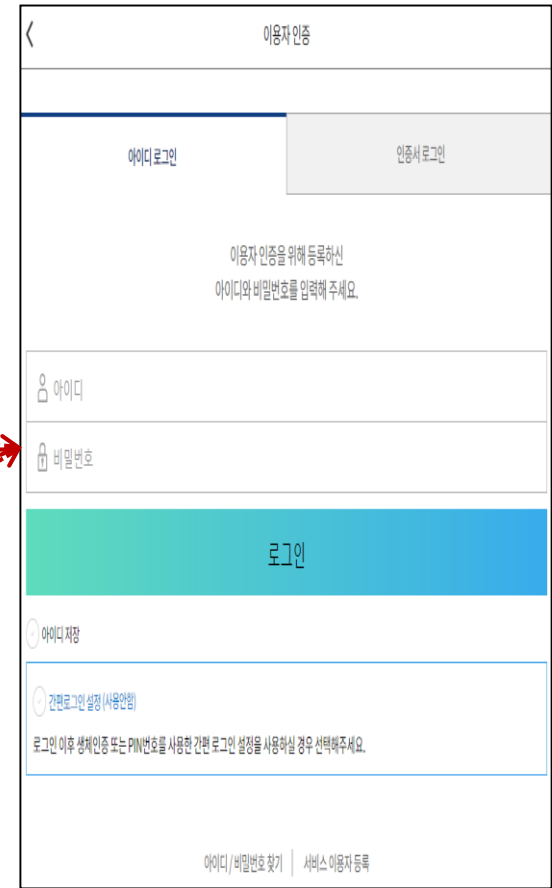 이용자 인증
아이디 로그인
인증서 로그인
이용자 인증을 위해 등록하신
아이디와 비밀번호를 입력해 주세요.
아이디
비밀번호
로그인
아이디 저장
간편로그인 설정 (사용안함)
로그인 이후 생체인증 또는 PIN번호를 사용한 간편 로그인 설정을 사용하실 경우 선택해주세요.
아이디 / 비밀번호 찾기 | 서비스 이용자 등록